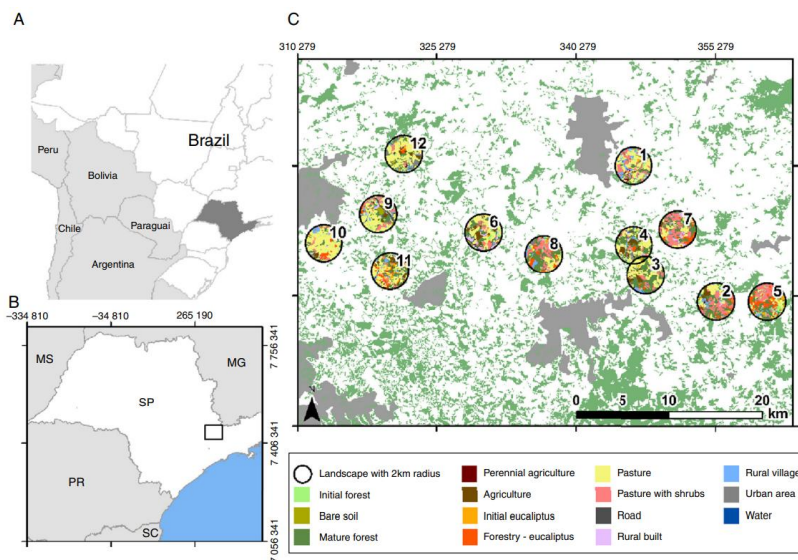 A
Brazil
Peru
Bolivia
Chile
Paraguai
Argentina
B
−334 810
−34 810
265 190
MS
MG
SP
PR
SC
7 756 341
7 406 341
7 056 341
C
310 279
325 279
340 279
355 279
12
1
9
7
6
10
4
8
11
3
2
5
N
0 5 10 20
km
Landscape with 2km radius
Initial forest
Bare soil
Mature forest
Perennial agriculture
Agriculture
Initial eucaliptus
Forestry - eucaliptus
Pasture
Pasture with shrubs
Road
Rural built
Rural village
Urban area
Water